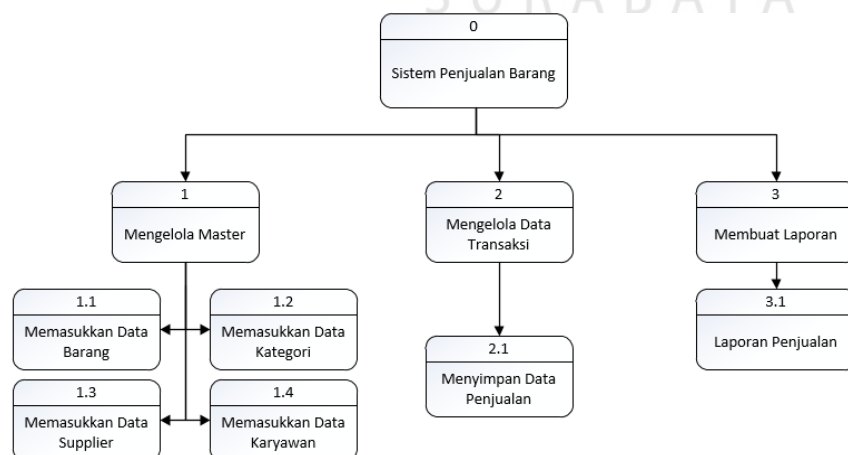 SURABAYA
0
Sistem Penjualan Barang
1
Mengelola Master
2
Mengelola Data
Transaksi
3
Membuat Laporan
1.1
Memasukkan Data
Barang
1.2
Memasukkan Data
Kategori
1.3
Memasukkan Data
Supplier
1.4
Memasukkan Data
Karyawan
2.1
Menyimpan Data
Penjualan
3.1
Laporan Penjualan